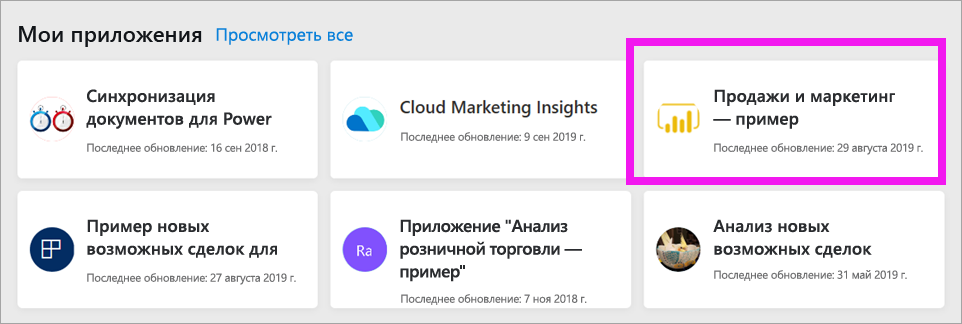 Мои приложения Просмотреть все
Синхронизация
документов для Power
Последнее обновление: 16 сен 2018 г.
Cloud Marketing Insights
Последнее обновление: 9 сен 2019 г.
Продажи и маркетинг
— пример
Последнее обновление: 29 августа 2019 г.
Пример новых
возможных сделок для
Последнее обновление: 27 августа 2019 г.
Ra
Приложение "Анализ
розничной торговли —
пример"
Последнее обновление: 7 ноя 2018 г.
Анализ новых
возможных сделок
Последнее обновление: 31 май 2019 г.